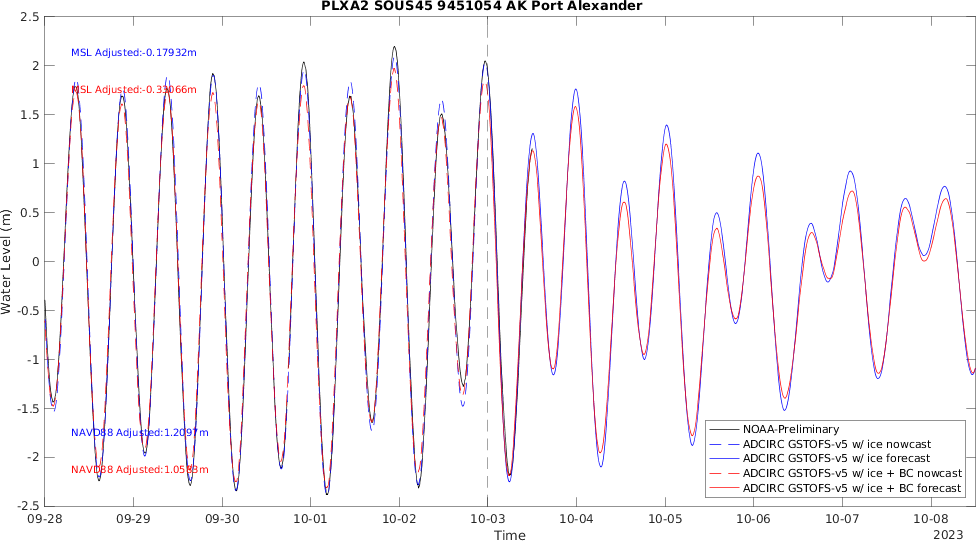 PLXA2 SOUS45 9451054 AK Port Alexander
2.5
2
1.5
1
0.5
0
-0.5
-1
-1.5
-2
-2.5
Water Level (m)
MSL Adjusted:-0.17932m
MSL Adjusted:-0.33066m
NAVD88 Adjusted:1.2097m
NAVD88 Adjusted:1.0583m
NOAA-Preliminary
ADCIRC GSTOFS-v5 w/ ice nowcast
ADCIRC GSTOFS-v5 w/ ice forecast
ADCIRC GSTOFS-v5 w/ ice + BC nowcast
ADCIRC GSTOFS-v5 w/ ice + BC forecast
09-28 09-29 09-30 10-01 10-02 10-03 10-04 10-05 10-06 10-07 10-08
Time
2023